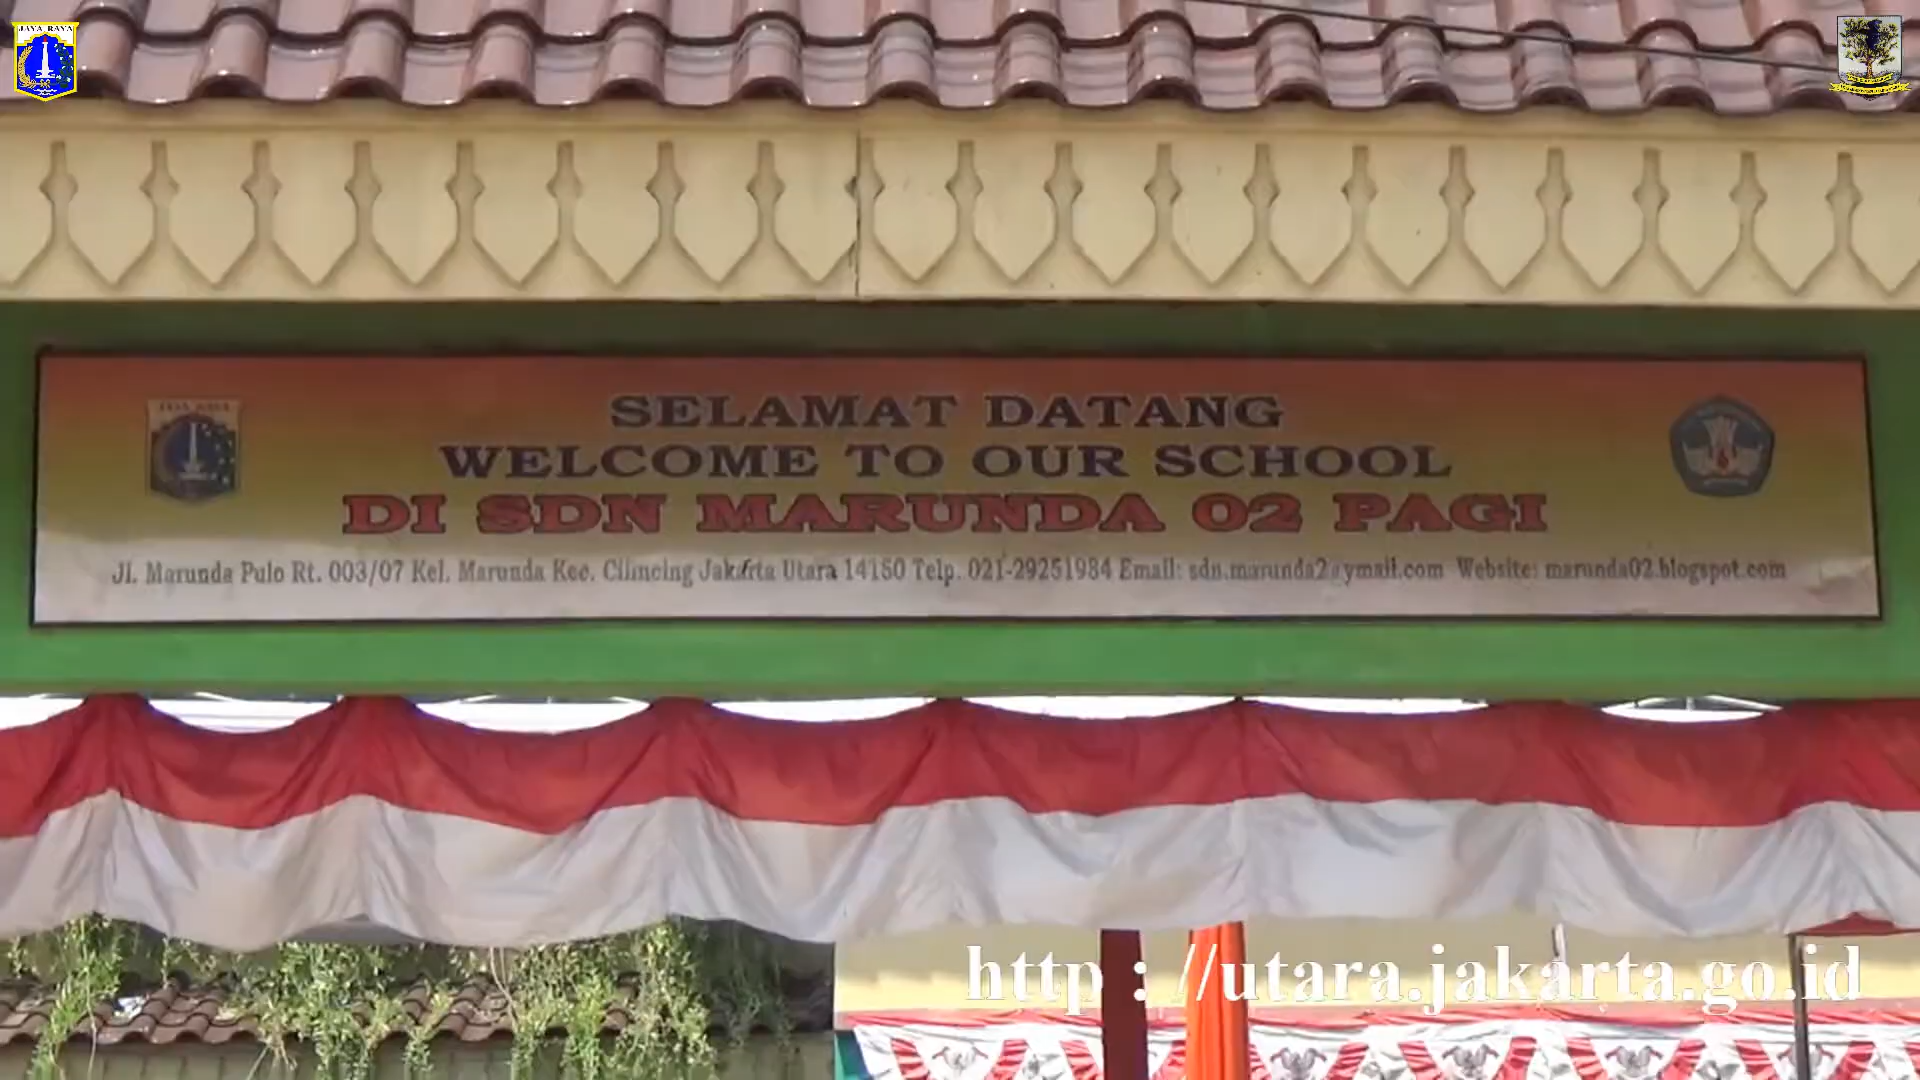 JAYA RAYA
SELAMAT DATANG
WELCOME TO OUR SCHOOL
DI SDN MARUNDA 02 PAGI
Jl. Marunda Pulo Rt. 003/07 Kel. Marunda Kec. Cilincing Jakarta Utara 14150 Telp. 021-29251984 Email: sdn.marunda2@ymail.com Website: marunda02.blogspot.com
http : //utara.jakarta.go.id